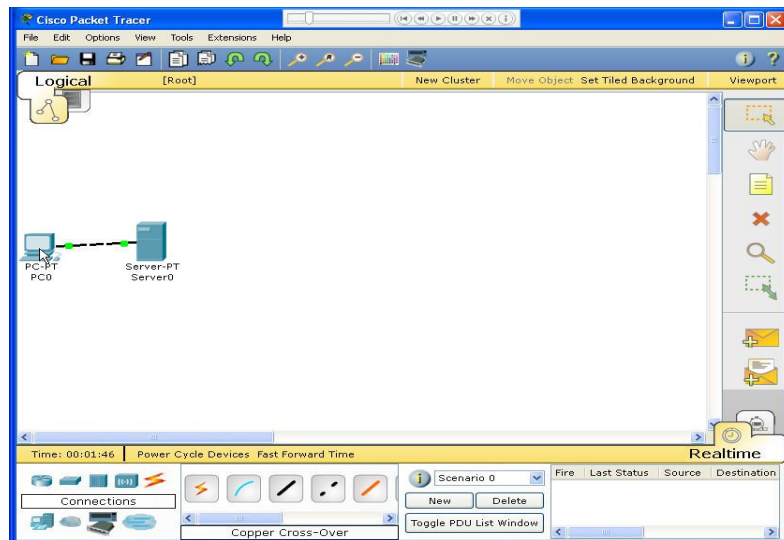 Cisco Packet Tracer
File Edit Options View Tools Extensions Help
Logical [Root] New Cluster Move Object Set Tiled Background Viewport
PC-PT
PC0
Server-PT
Server0
Time: 00:01:46 Power Cycle Devices Fast Forward Time Realtime
Connections
Copper Cross-Over
Scenario 0
New Delete
Toggle PDU List Window
Fire Last Status Source Destination